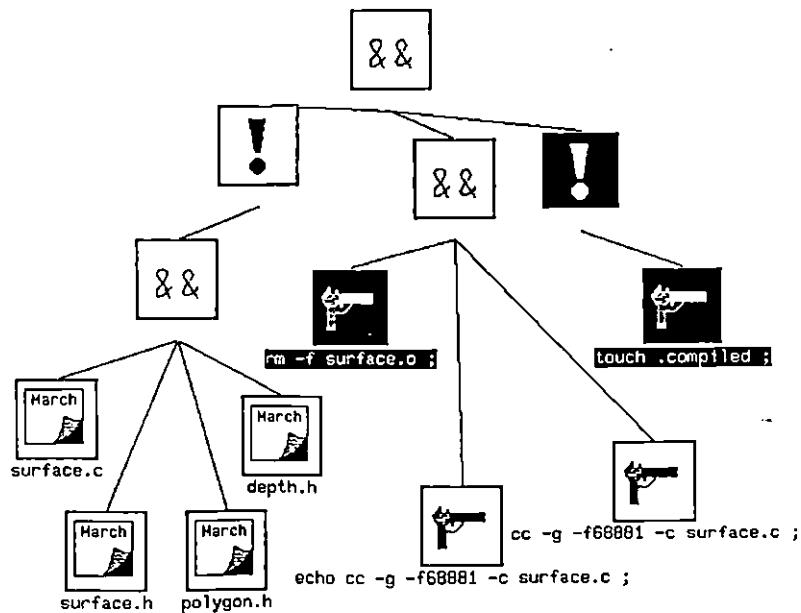 & &
!
& &
!
& &
rm -f surface.o ;
touch .compiled ;
March
surface.c
March
depth.h
March
surface.h
March
polygon.h
cc -g -f68881 -c surface.c ;
echo cc -g -f68881 -c surface.c ;